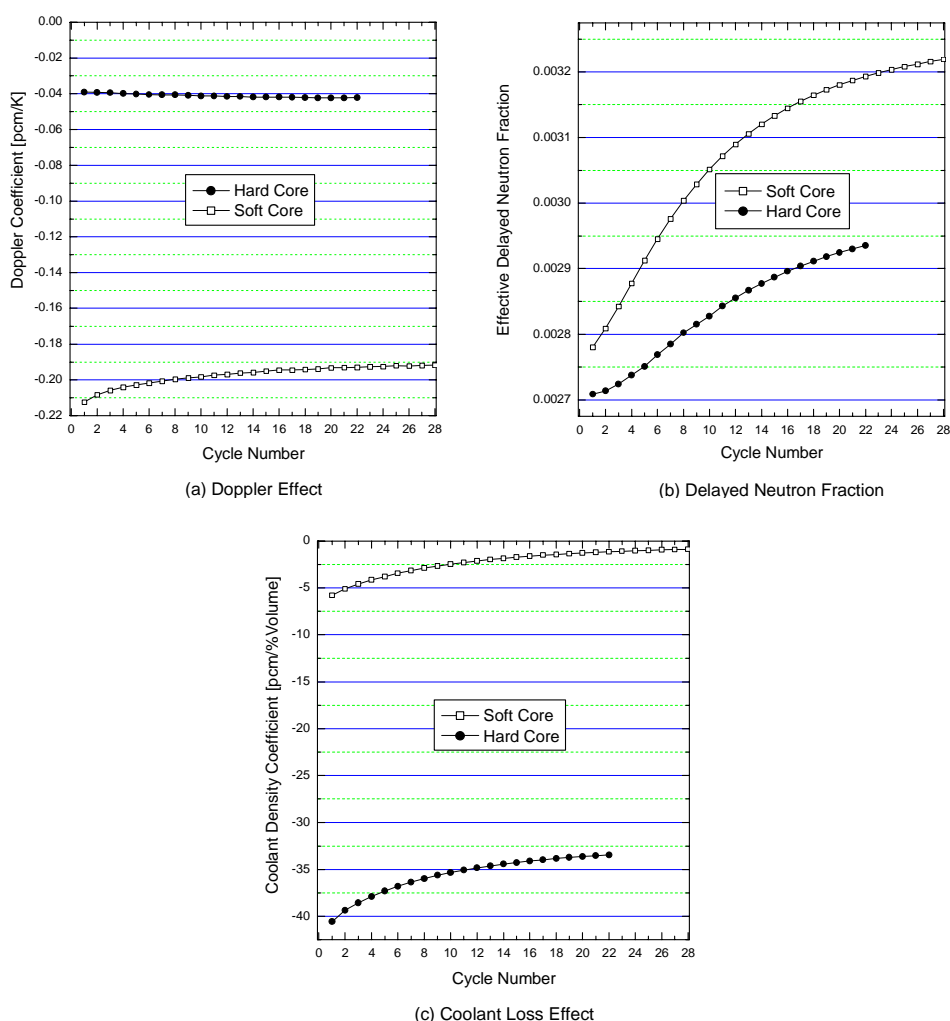 0.00
-0.02
-0.04
-0.06
-0.08
-0.10
-0.12
-0.14
-0.16
-0.18
-0.20
-0.22
Doppler Coefficient [pcm/K]
Hard Core
Soft Core
0 2 4 6 8 10 12 14 16 18 20 22 24 26 28
Cycle Number
(a) Doppler Effect
0.0032
0.0031
0.0030
0.0029
0.0028
0.0027
Effective Delayed Neutron Fraction
Soft Core
Hard Core
0 2 4 6 8 10 12 14 16 18 20 22 24 26 28
Cycle Number
(b) Delayed Neutron Fraction
0
-5
-10
-15
-20
-25
-30
-35
-40
Coolant Density Coefficient [pcm/%Volume]
Soft Core
Hard Core
0 2 4 6 8 10 12 14 16 18 20 22 24 26 28
Cycle Number
(c) Coolant Loss Effect